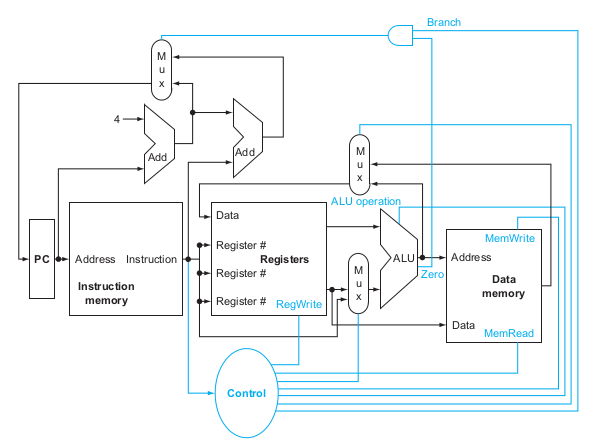 Branch
M
u
x
4
Add
Add
M
u
x
ALU operation
Data
PC
Address
Instruction
Register #
Registers
MemWrite
Address
ALU
M
u
x
Zero
Data
memory
Register #
Instruction
memory
Register #
RegWrite
Data
MemRead
Control